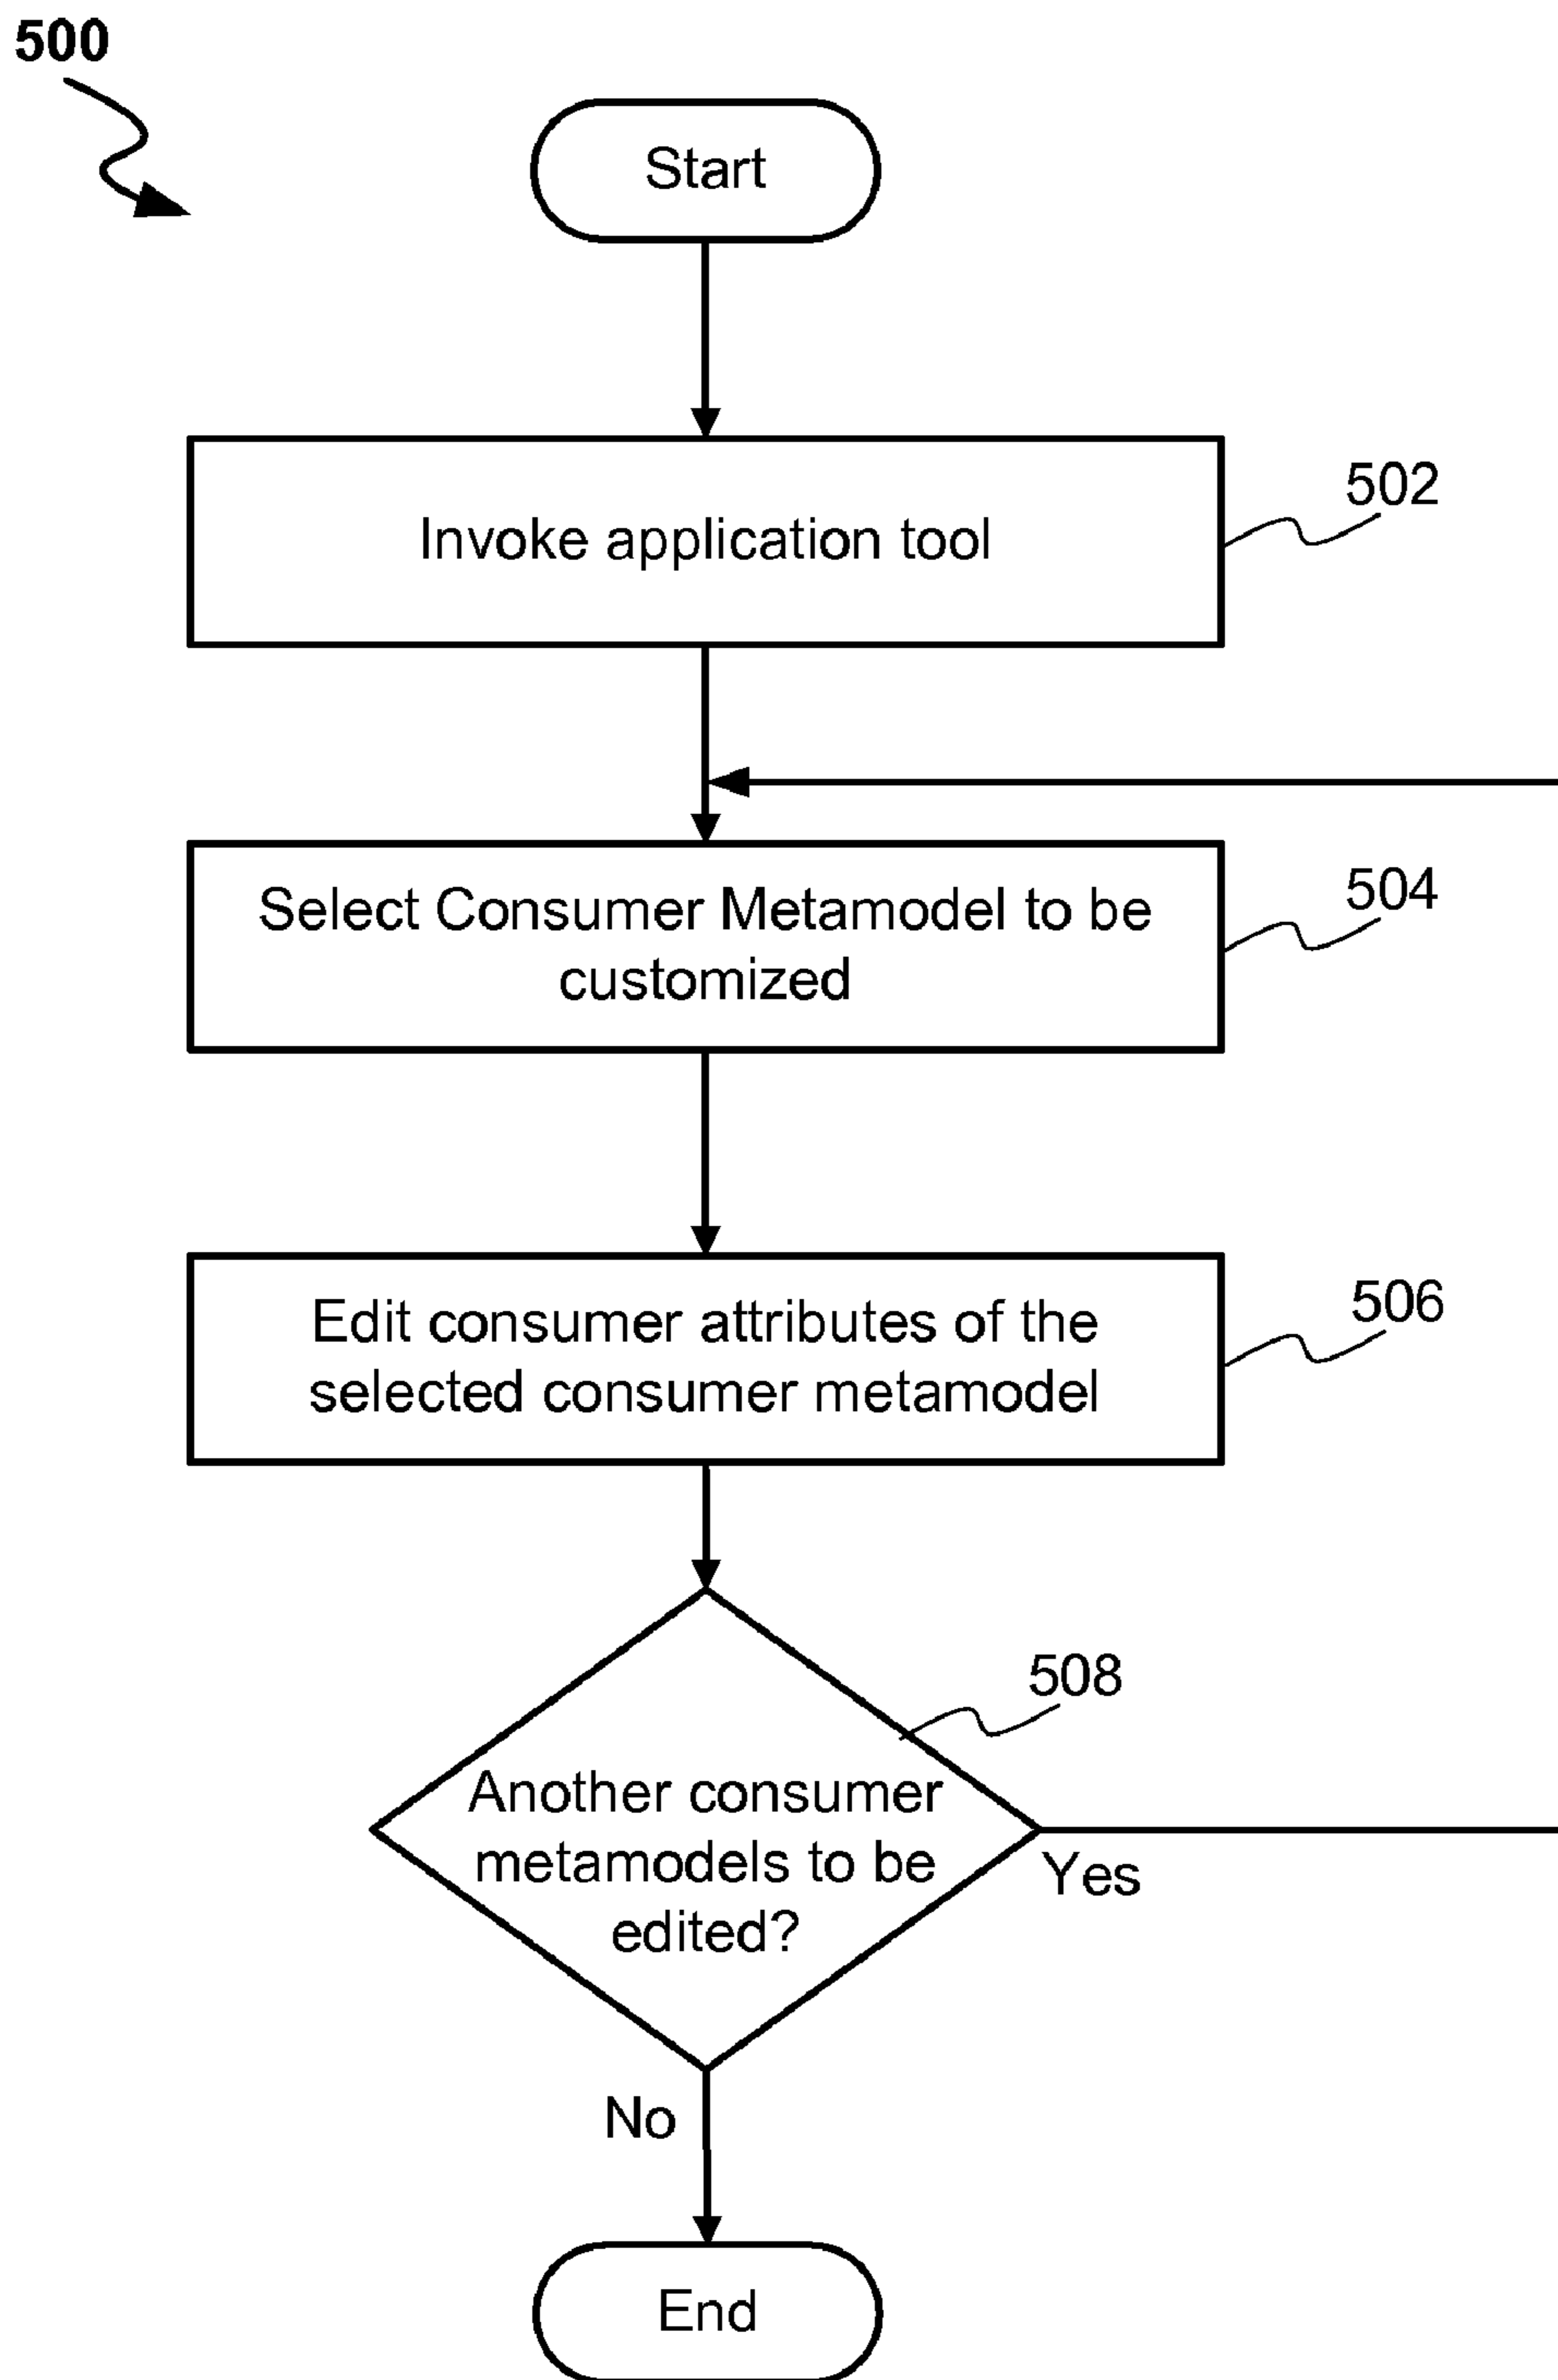 500
Start
Invoke application tool
502
Select Consumer Metamodel to be
customized
504
Edit consumer attributes of the
selected consumer metamodel
506
508
Another consumer
metamodels to be
edited?
Yes
No
End